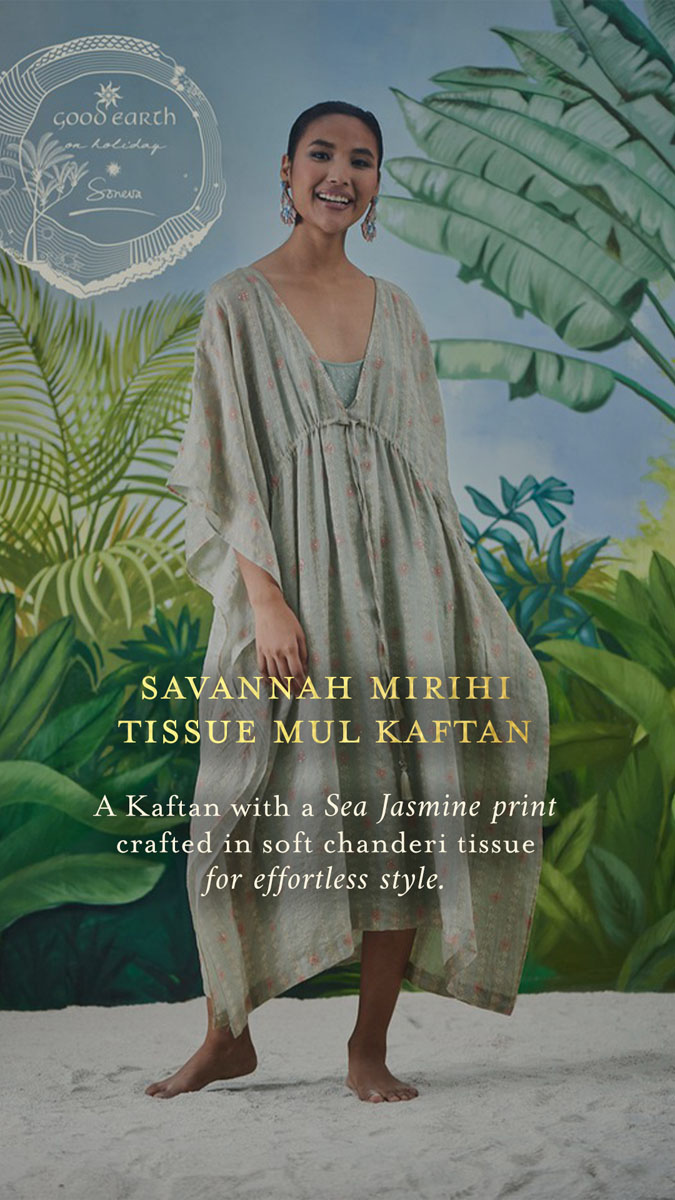 GOOD EARTH
on holiday
Soneva
SAVANNAH MIRIHI
TISSUE MUL KAFTAN
A Kaftan with a Sea Jasmine print
crafted in soft chanderi tissue
for effortless style.